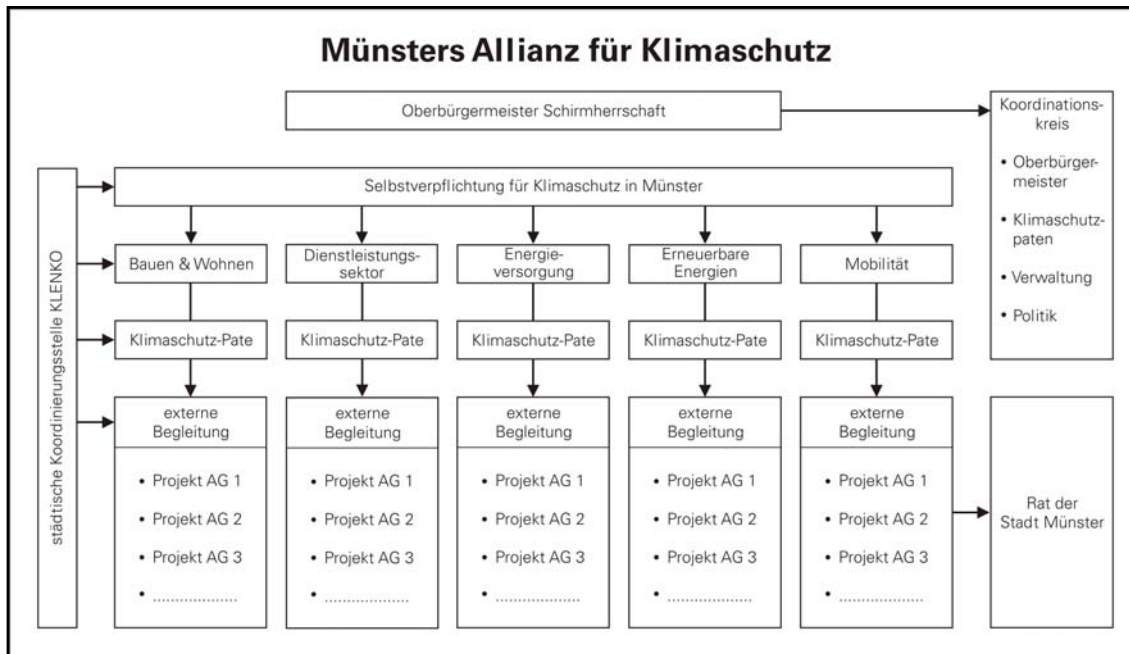 Münsters Allianz für Klimaschutz
Oberbürgermeister Schirmherrschaft
Koordinations-
kreis
• Oberbürger-
meister
• Klimaschutz-
paten
• Verwaltung
• Politik
städtische Koordinierungsstelle KLENKO
Selbstverpflichtung für Klimaschutz in Münster
Bauen & Wohnen
Dienstleistungs-
sektor
Energie-
versorgung
Erneuerbare
Energien
Mobilität
Klimaschutz-Pate
Klimaschutz-Pate
Klimaschutz-Pate
Klimaschutz-Pate
Klimaschutz-Pate
externe
Begleitung
• Projekt AG 1
• Projekt AG 2
• Projekt AG 3
• ..................
externe
Begleitung
• Projekt AG 1
• Projekt AG 2
• Projekt AG 3
• ..................
externe
Begleitung
• Projekt AG 1
• Projekt AG 2
• Projekt AG 3
• ..................
externe
Begleitung
• Projekt AG 1
• Projekt AG 2
• Projekt AG 3
• ..................
externe
Begleitung
• Projekt AG 1
• Projekt AG 2
• Projekt AG 3
• ..................
Rat der
Stadt Münster